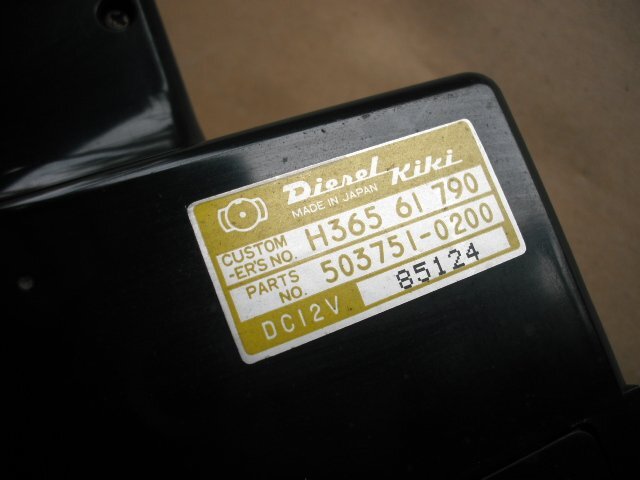 Diesel Kiki
MADE IN JAPAN
CUSTOM
-ER'S NO. H365 61 790
PARTS
NO. 503751-0200
DC12V 85124